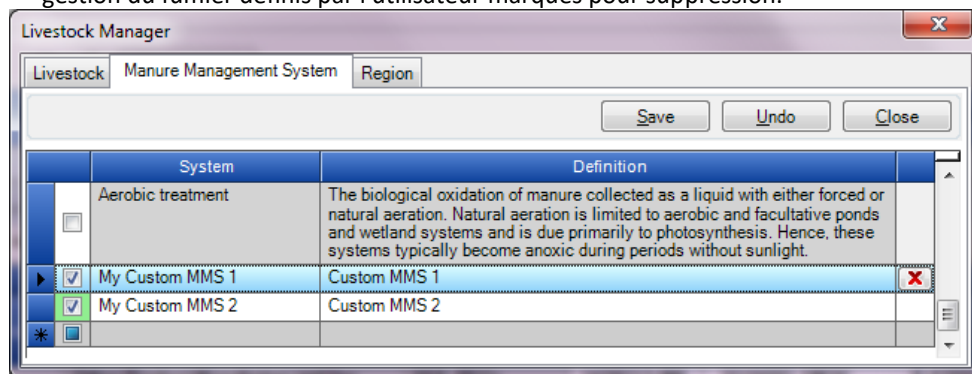 gestion du fumier définis par l'utilisateur marqués pour suppression.
Livestock Manager
Livestock Manure Management System Region
Save Undo Close
System Definition
Aerobic treatment The biological oxidation of manure collected as a liquid with either forced or
natural aeration. Natural aeration is limited to aerobic and facultative ponds
and wetland systems and is due primarily to photosynthesis. Hence, these
systems typically become anoxic during periods without sunlight.
My Custom MMS 1 Custom MMS 1
My Custom MMS 2 Custom MMS 2